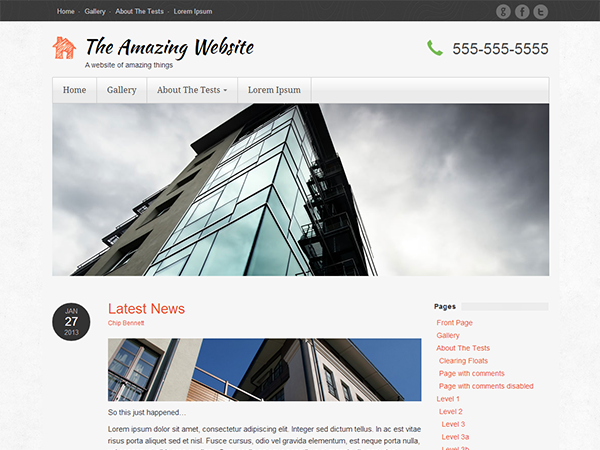 Home - Gallery - About The Tests - Lorem Ipsum
The Amazing Website
A website of amazing things
555-555-5555
Home Gallery About The Tests Lorem Ipsum
JAN
27
2013
Latest News
Chip Bennett
So this just happened...
Lorem ipsum dolor sit amet, consectetur adipiscing elit. Integer sed dictum tellus. In ac est vitae
risus porta aliquet sed et nisl. Fusce cursus, odio vel gravida elementum, est neque porta nulla,
Pages
Front Page
Gallery
About The Tests
Clearing Floats
Page with comments
Page with comments disabled
Level 1
Level 2
Level 3
Level 3a
Level 3b